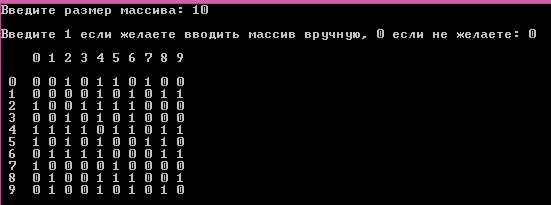 Введите размер массива: 10
Введите 1 если желаете вводить массив вручную, 0 если не желаете: 0
0 1 2 3 4 5 6 7 8 9
0 0 0 1 0 1 1 0 1 0 0
1 0 0 0 0 1 0 1 0 1 1
2 1 0 0 1 1 1 1 0 0 0
3 0 0 1 0 1 0 1 0 0 0
4 1 1 1 1 0 1 1 0 1 1
5 1 0 1 0 1 0 0 1 1 0
6 0 1 1 1 1 0 0 0 1 1
7 1 0 0 0 0 1 0 0 0 0
8 0 1 0 0 1 1 1 0 0 1
9 0 1 0 0 1 0 1 0 1 0